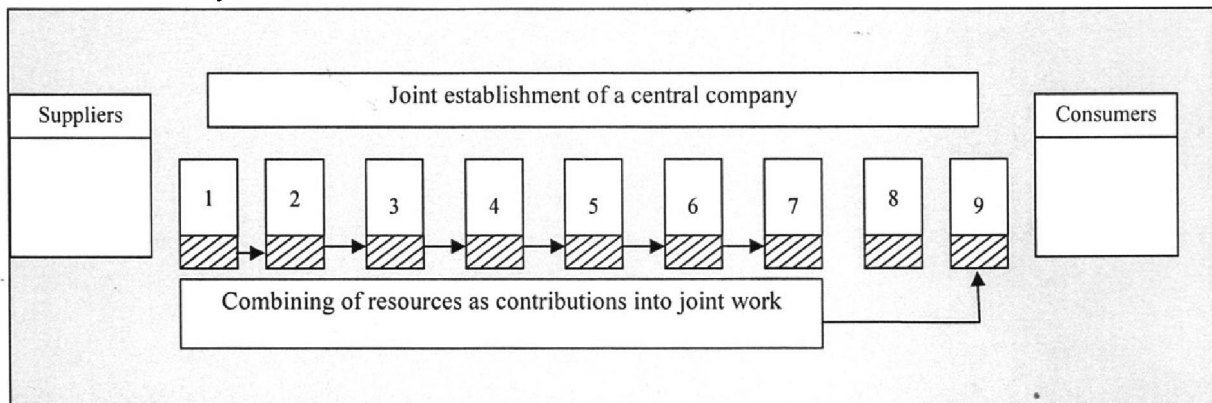 Joint establishment of a central company
Suppliers
Consumers
1 2 3 4 5 6 7 8 9
Combining of resources as contributions into joint work